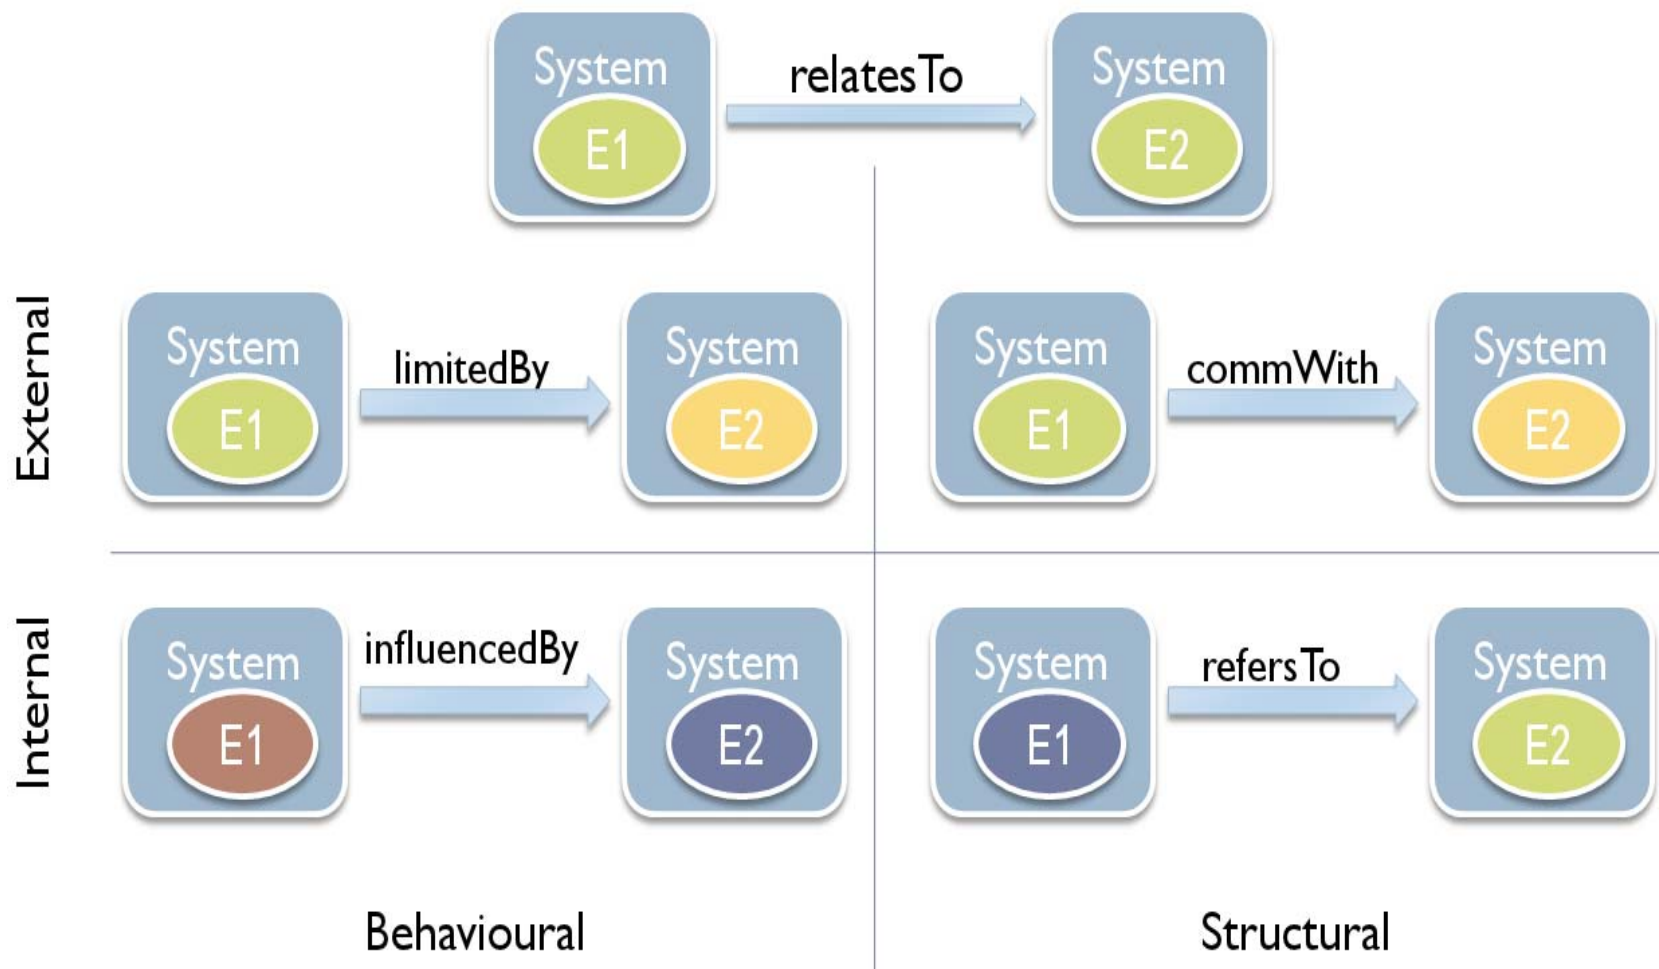 System
relatesTo
System
E1
E2
External
System
limitedBy
System
System
commWith
System
E1
E2
E1
E2
Internal
System
influencedBy
System
System
refersTo
System
E1
E2
E1
E2
Behavioural
Structural